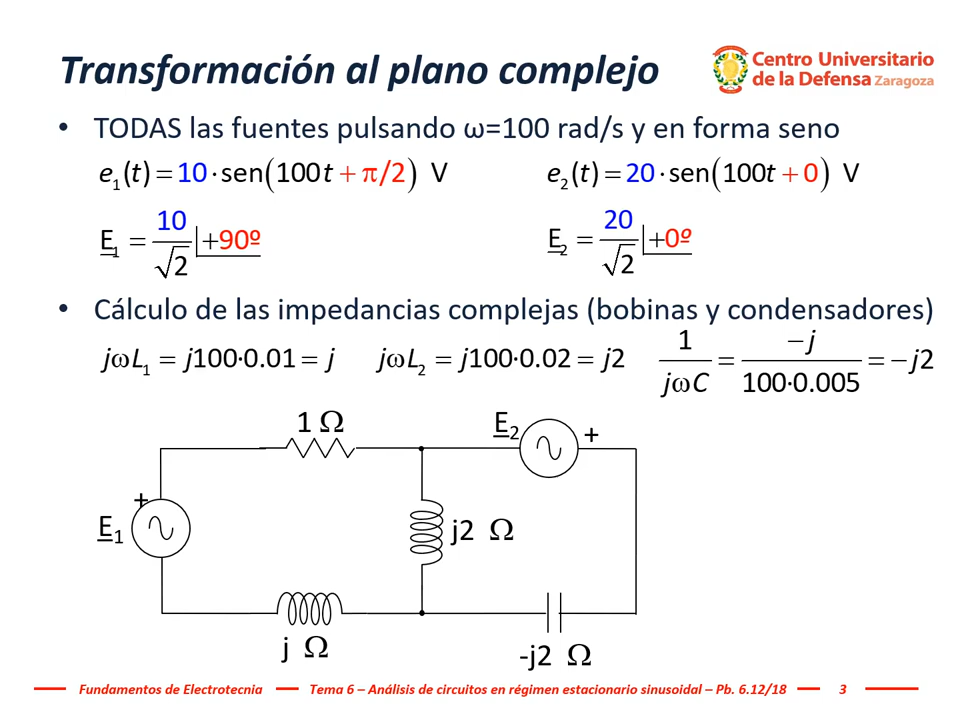 Transformación al plano complejo
Centro Universitario
de la Defensa Zaragoza
• TODAS las fuentes pulsando ω=100 rad/s y en forma seno
e₁(t) = 10·sen(100t + π/2) V
e₂(t) = 20·sen(100t + 0) V
E₁ = 10/√2 |+90º
E₂ = 20/√2 |+0º
• Cálculo de las impedancias complejas (bobinas y condensadores)
jωL₁ = j100·0.01 = j
jωL₂ = j100·0.02 = j2
1/jωC = −j/100·0.005 = −j2
1 Ω
E₂
+
+
E₁
j2 Ω
j Ω
-j2 Ω
Fundamentos de Electrotecnia
Tema 6 – Análisis de circuitos en régimen estacionario sinusoidal – Pb. 6.12/18
3